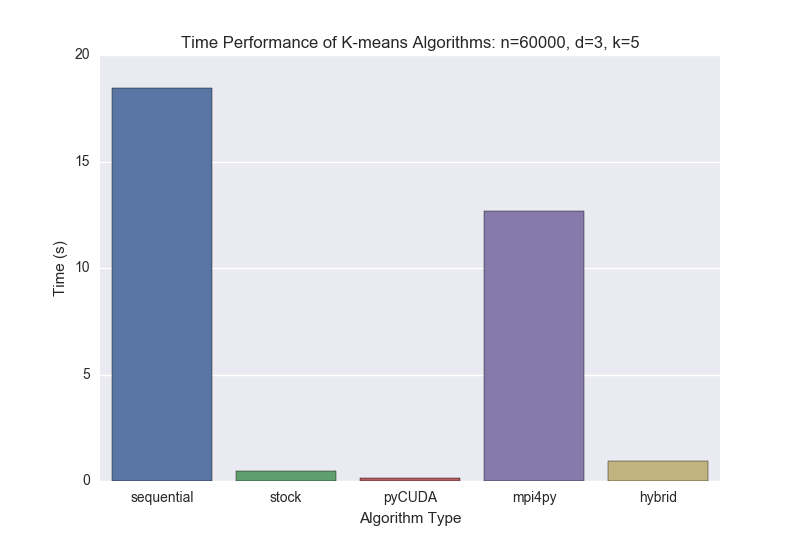 Time Performance of K-means Algorithms: n=60000, d=3, k=5
20
15
10
5
0
Time (s)
sequential stock pyCUDA mpi4py hybrid
Algorithm Type